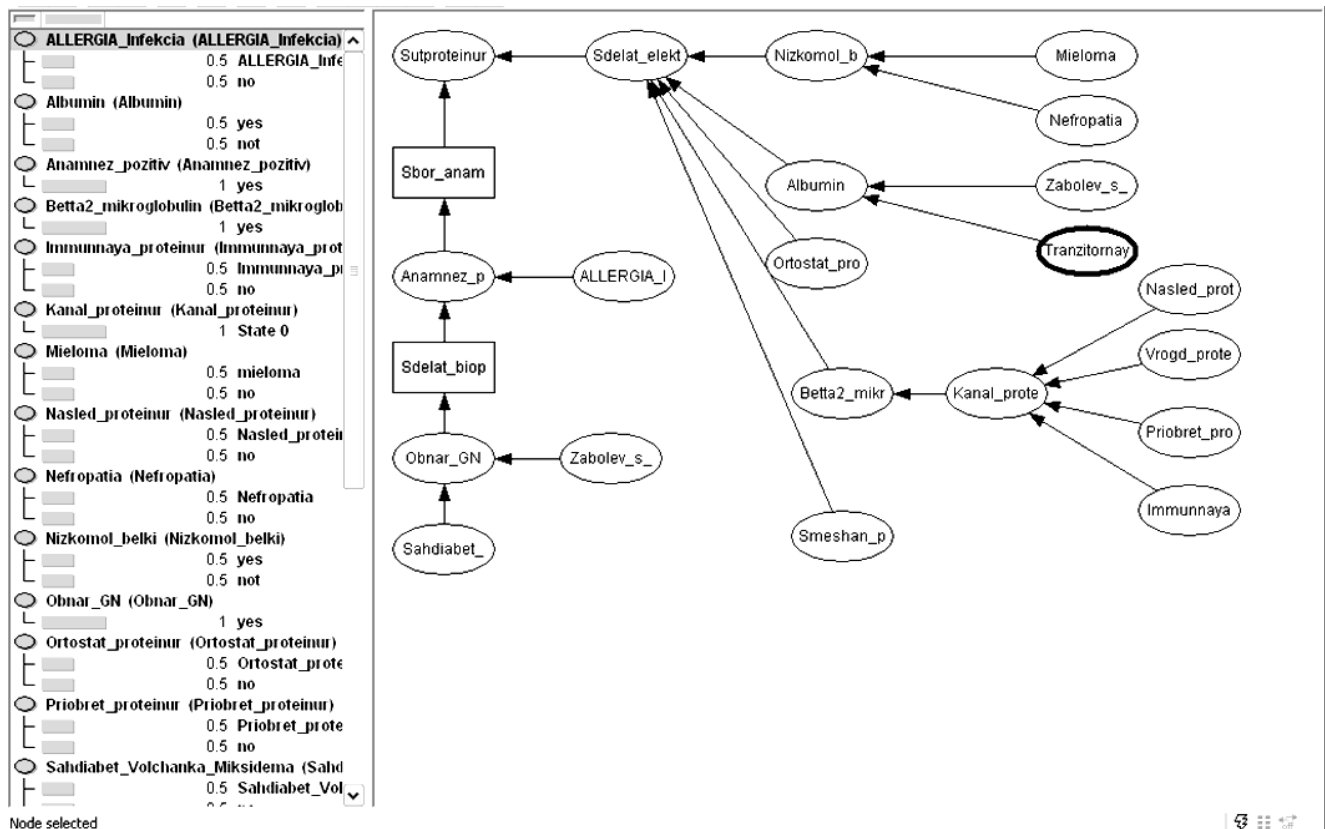 ALLERGIA_Infekcia (ALLERGIA_Infekcia)
0.5 ALLERGIA_Infe
0.5 no
Albumin (Albumin)
0.5 yes
0.5 not
Anamnez_pozitiv (Anamnez_pozitiv)
1 yes
Betta2_mikroglobulin (Betta2_mikroglob
1 yes
Immunnaya_proteinur (Immunnaya_prot
0.5 Immunnaya_pr
0.5 no
Kanal_proteinur (Kanal_proteinur)
1 State 0
Mieloma (Mieloma)
0.5 mieloma
0.5 no
Nasled_proteinur (Nasled_proteinur)
0.5 Nasled_protein
0.5 no
Nefropatia (Nefropatia)
0.5 Nefropatia
0.5 no
Nizkomol_belki (Nizkomol_belki)
0.5 yes
0.5 not
Obnar_GN (Obnar_GN)
1 yes
Ortostat_proteinur (Ortostat_proteinur)
0.5 Ortostat_prote
0.5 no
Priobret_proteinur (Priobret_proteinur)
0.5 Priobret_prote
0.5 no
Sahdiabet_Volchanka_Miksidema (Sahd
0.5 Sahdiabet_Vol
Node selected
Sutproteinur
Sdelat_elekt
Nizkomol_b
Mieloma
Nefropatia
Sbor_anam
Albumin
Zabolev_s_
Tranzitornay
Ortostat_pro
Anamnez_p
ALLERGIA_I
Nasled_prot
Vrogd_prote
Sdelat_biop
Betta2_mikr
Kanal_prote
Priobret_pro
Obnar_GN
Zabolev_s_
Immunnaya
Smeshan_p
Sahdiabet_
off